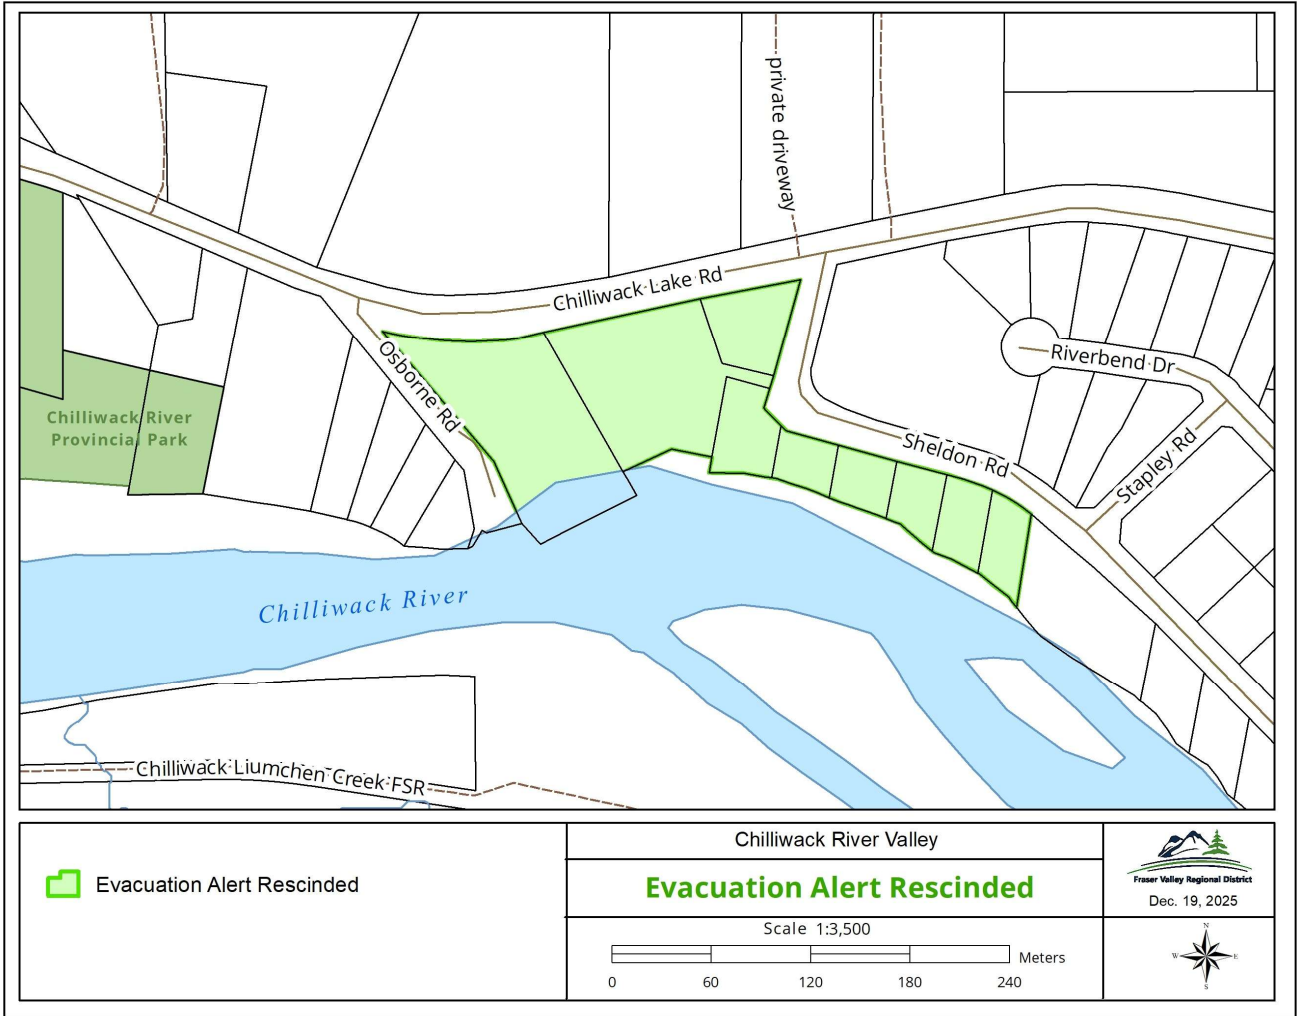 private driveway
Chilliwack Lake Rd
Osborne Rd
Riverbend Dr
Chilliwack River
Provincial Park
Sheldon Rd
Stapley Rd
Chilliwack River
Chilliwack Liumchen Creek FSR
Evacuation Alert Rescinded
Chilliwack River Valley
Evacuation Alert Rescinded
Scale 1:3,500
Meters
0 60 120 180 240
Fraser Valley Regional District
Dec. 19, 2025
N
W E
S